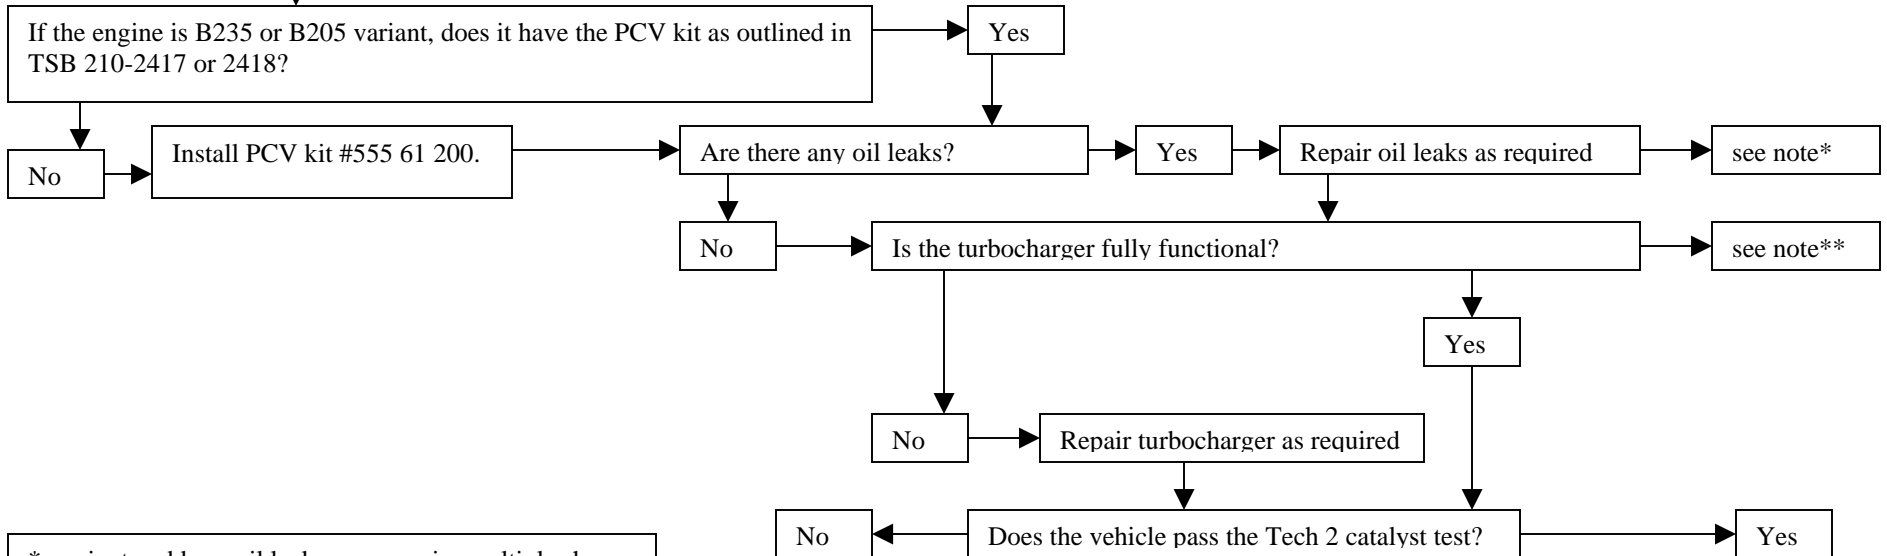 If the engine is B235 or B205 variant, does it have the PCV kit as outlined in
TSB 210-2417 or 2418?
Yes
No
Install PCV kit #555 61 200.
Are there any oil leaks?
Yes
Repair oil leaks as required
see note*
No
Is the turbocharger fully functional?
see note**
Yes
No
Repair turbocharger as required
No
Does the vehicle pass the Tech 2 catalyst test?
Yes